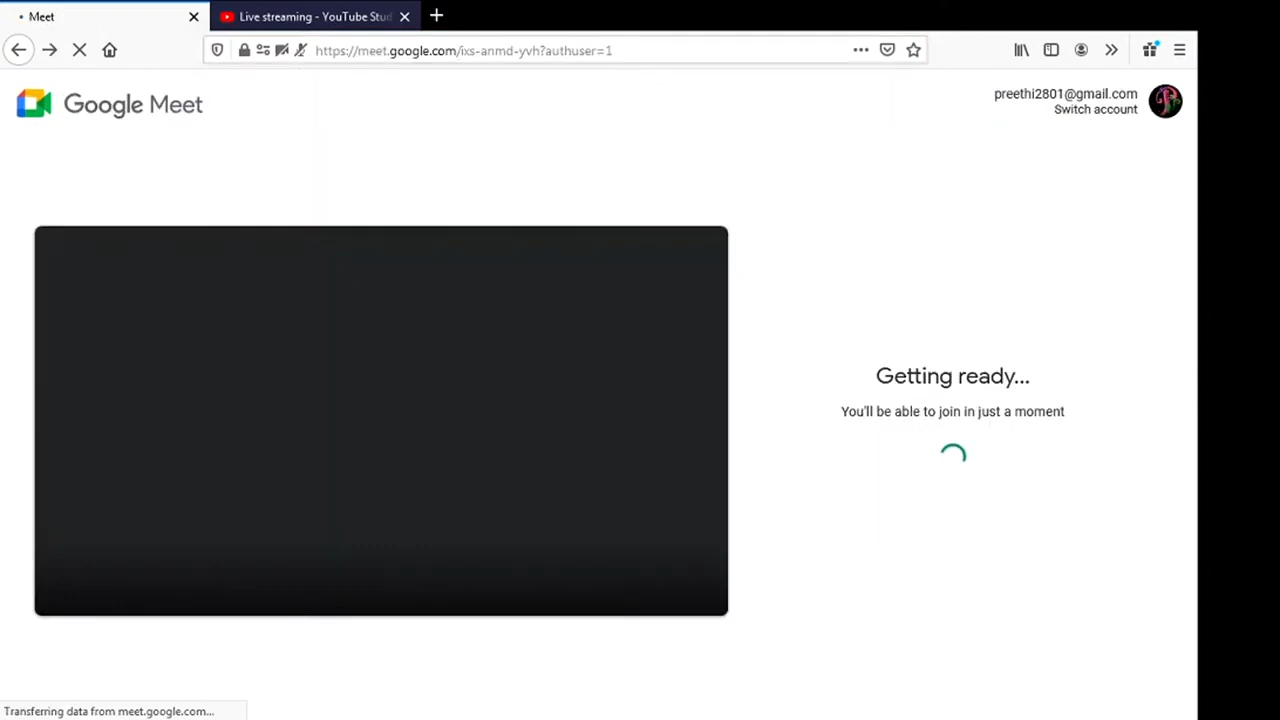 Meet
Live streaming - YouTube Stud
https://meet.google.com/ixs-anmd-yvh?authuser=1
Google Meet
preethi2801@gmail.com
Switch account
Getting ready...
You'll be able to join in just a moment
Transferring data from meet.google.com...